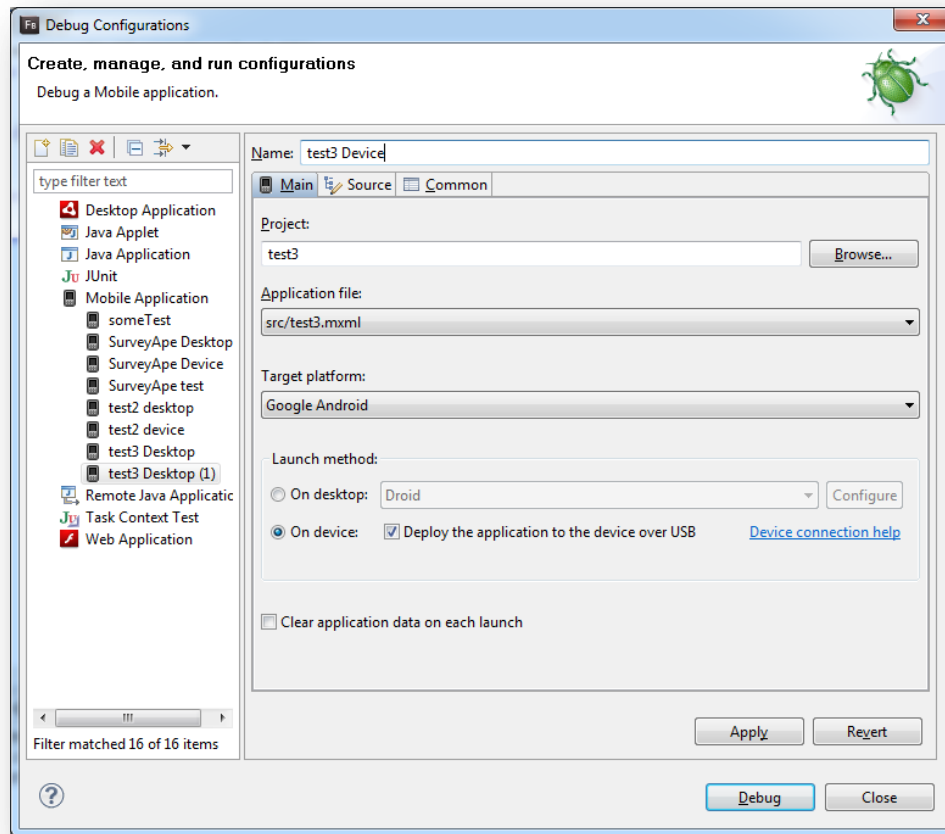 FB Debug Configurations
Create, manage, and run configurations
Debug a Mobile application.
type filter text
Desktop Application
Java Applet
Java Application
Ju JUnit
Mobile Application
someTest
SurveyApe Desktop
SurveyApe Device
SurveyApe test
test2 desktop
test2 device
test3 Desktop
test3 Desktop (1)
Remote Java Applicatic
Ju Task Context Test
Web Application
Filter matched 16 of 16 items
Name: test3 Device
Main Source Common
Project:
test3 Browse...
Application file:
src/test3.mxml
Target platform:
Google Android
Launch method:
On desktop: Droid Configure
On device: Deploy the application to the device over USB Device connection help
Clear application data on each launch
Apply Revert
? Debug Close